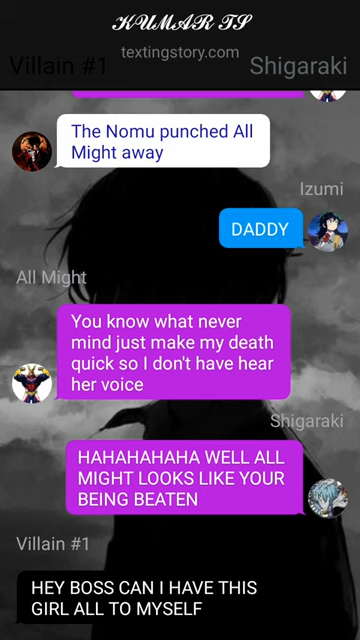 KUMAR TS
textingstory.com
Villain #1
Shigaraki
The Nomu punched All
Might away
Izumi
DADDY
All Might
You know what never
mind just make my death
quick so I don't have hear
her voice
Shigaraki
HAHAHAHAHA WELL ALL
MIGHT LOOKS LIKE YOUR
BEING BEATEN
Villain #1
HEY BOSS CAN I HAVE THIS
GIRL ALL TO MYSELF